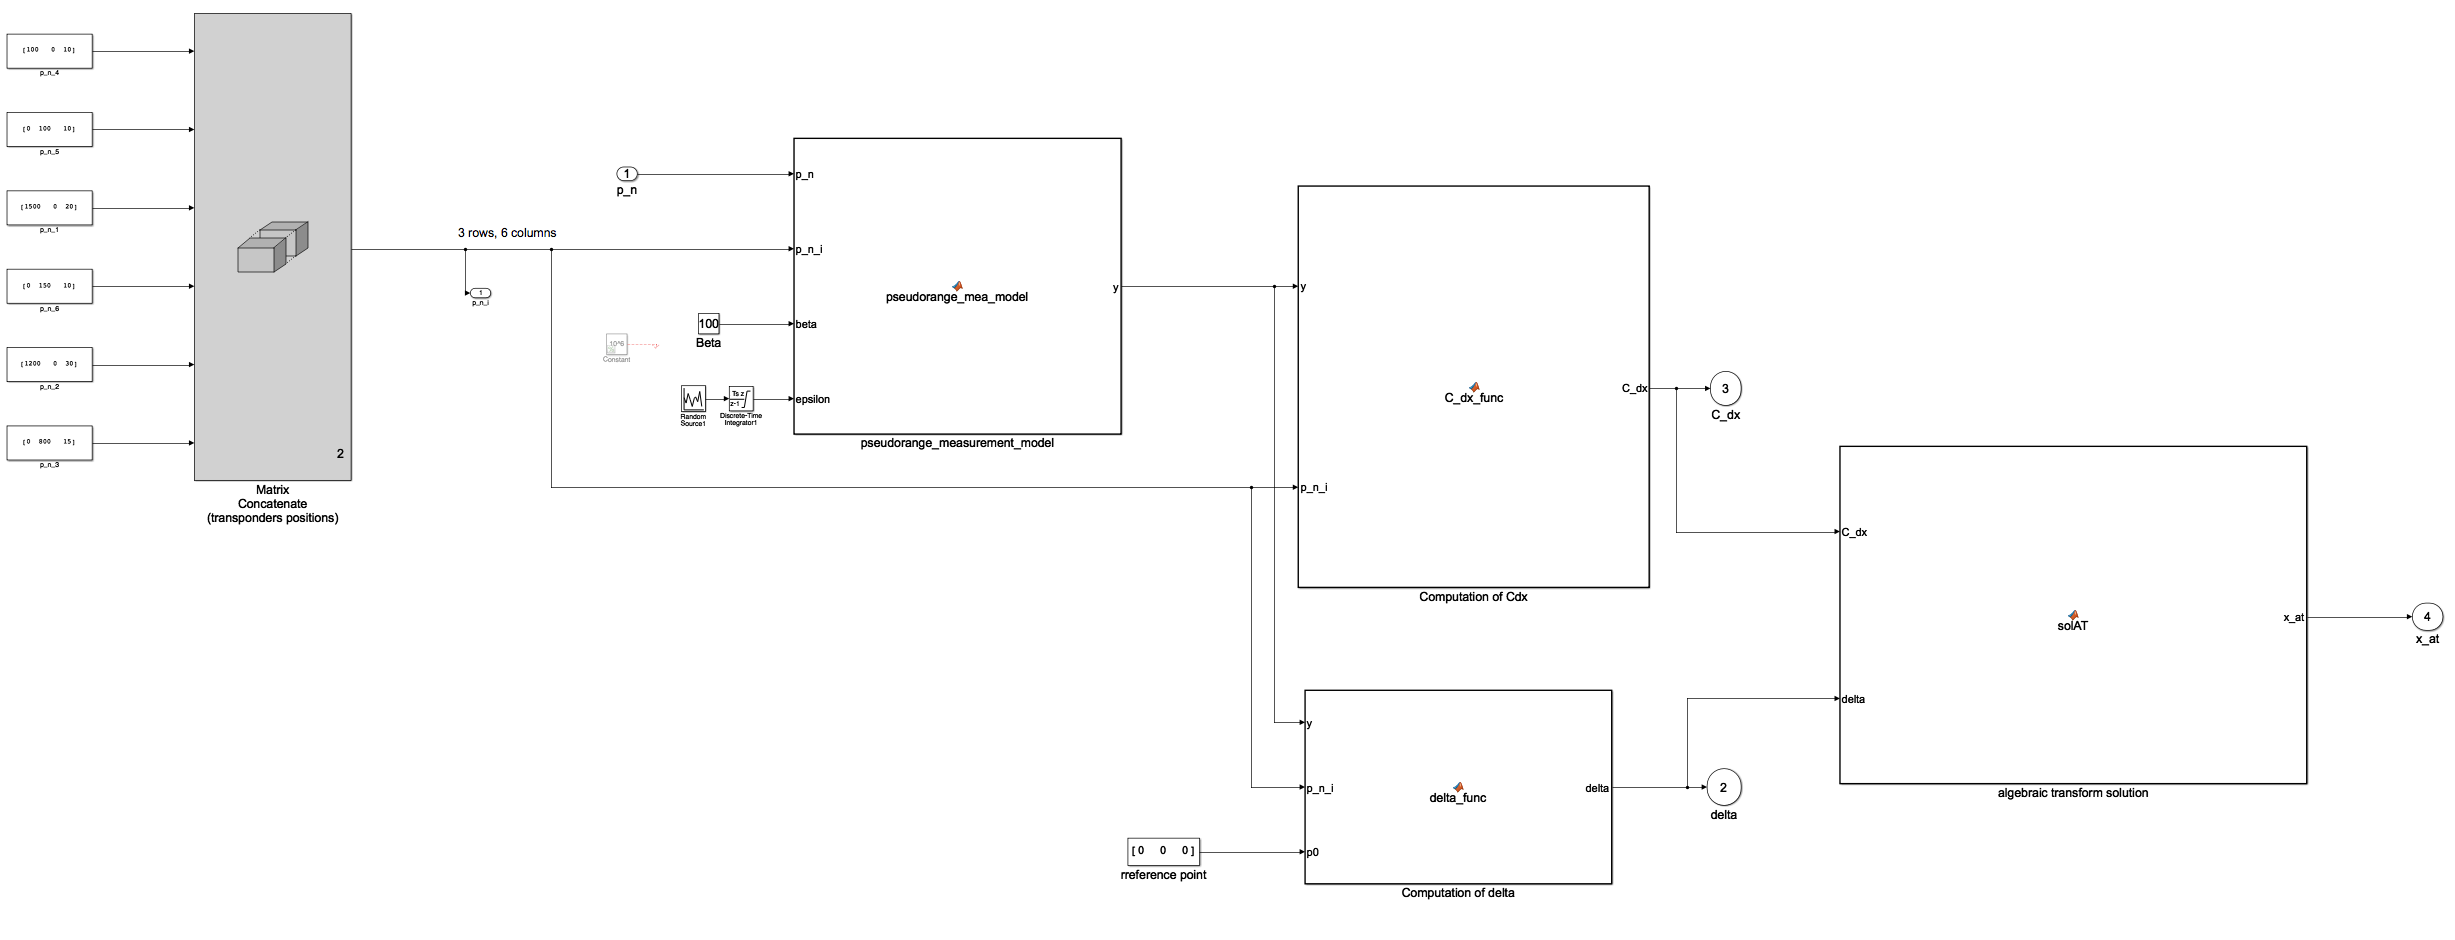 [100 0 10]
p_n_4
[0 100 10]
p_n_5
[1500 0 20]
p_n_1
[0 150 10]
p_n_6
[1200 0 30]
p_n_2
[0 800 15]
p_n_3
2
Matrix
Concatenate
(transponders positions)
3 rows, 6 columns
1
p_n_i
1
p_n
Constant
100
Beta
Random
Source1
Ts z
z-1
Discrete-Time
Integrator1
p_n
p_n_i
beta
epsilon
pseudorange_mea_model
y
pseudorange_measurement_model
y
p_n_i
C_dx_func
C_dx
Computation of Cdx
3
C_dx
y
p_n_i
p0
delta_func
delta
Computation of delta
[0 0 0]
rreference point
2
delta
C_dx
delta
solAT
x_at
algebraic transform solution
4
x_at